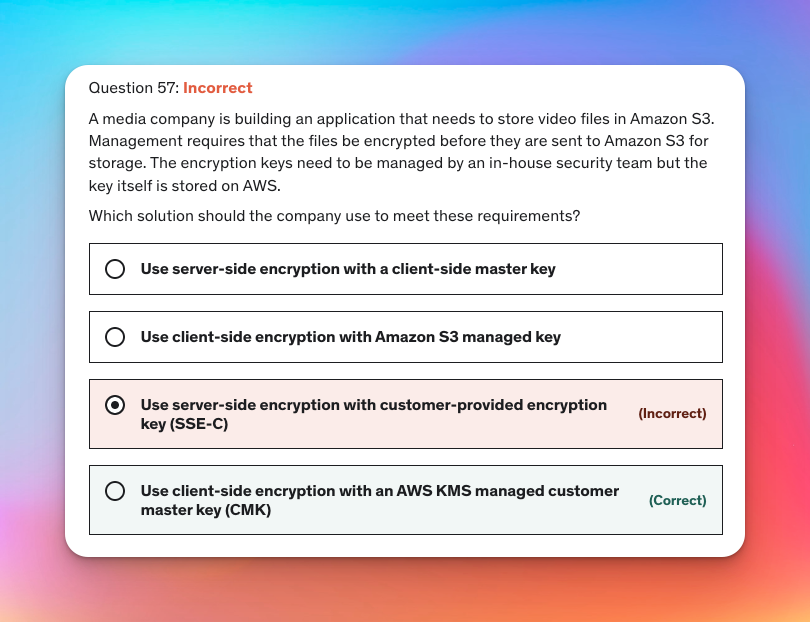 Question 57: Incorrect
A media company is building an application that needs to store video files in Amazon S3.
Management requires that the files be encrypted before they are sent to Amazon S3 for
storage. The encryption keys need to be managed by an in-house security team but the
key itself is stored on AWS.
Which solution should the company use to meet these requirements?
Use server-side encryption with a client-side master key
Use client-side encryption with Amazon S3 managed key
Use server-side encryption with customer-provided encryption
key (SSE-C)
(Incorrect)
Use client-side encryption with an AWS KMS managed customer
master key (CMK)
(Correct)